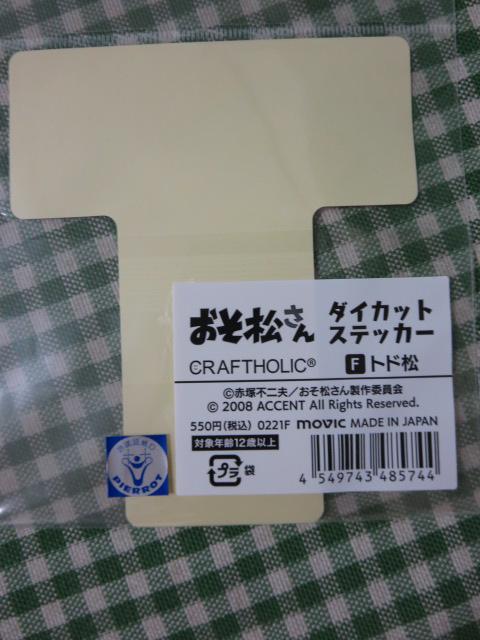 おそ松さん
ダイカット
ステッカー
CRAFTHOLIC®
F トド松
©赤塚不二夫／おそ松さん製作委員会
© 2008 ACCENT All Rights Reserved.
550円(税込) 0221F movic MADE IN JAPAN
対象年齢12歳以上
プラ 袋
4 549743 485744
PIERROT